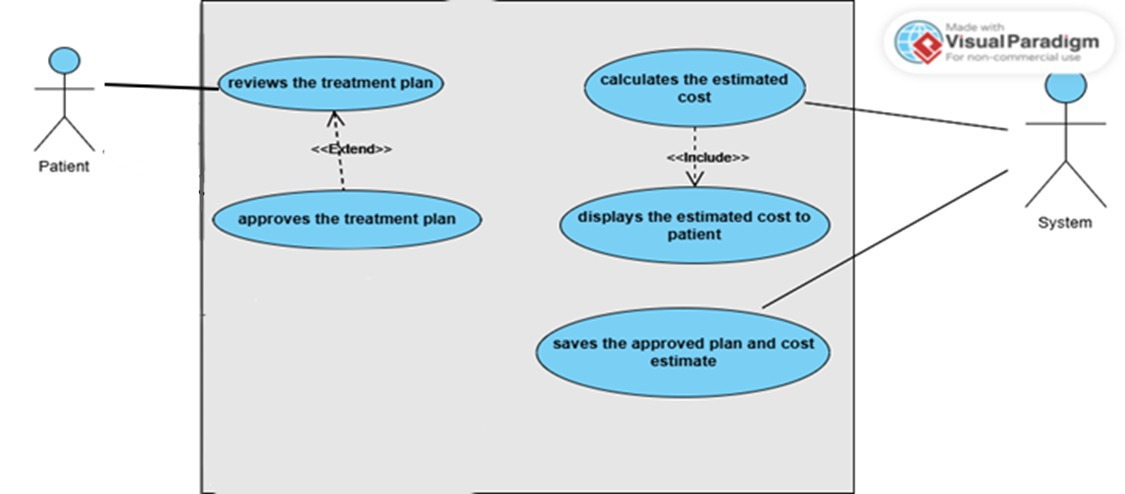 Made with
Visual Paradigm
For non-commercial use
reviews the treatment plan
calculates the estimated
cost
<<Extend>>
<<Include>>
Patient
approves the treatment plan
displays the estimated cost to
patient
System
saves the approved plan and cost
estimate